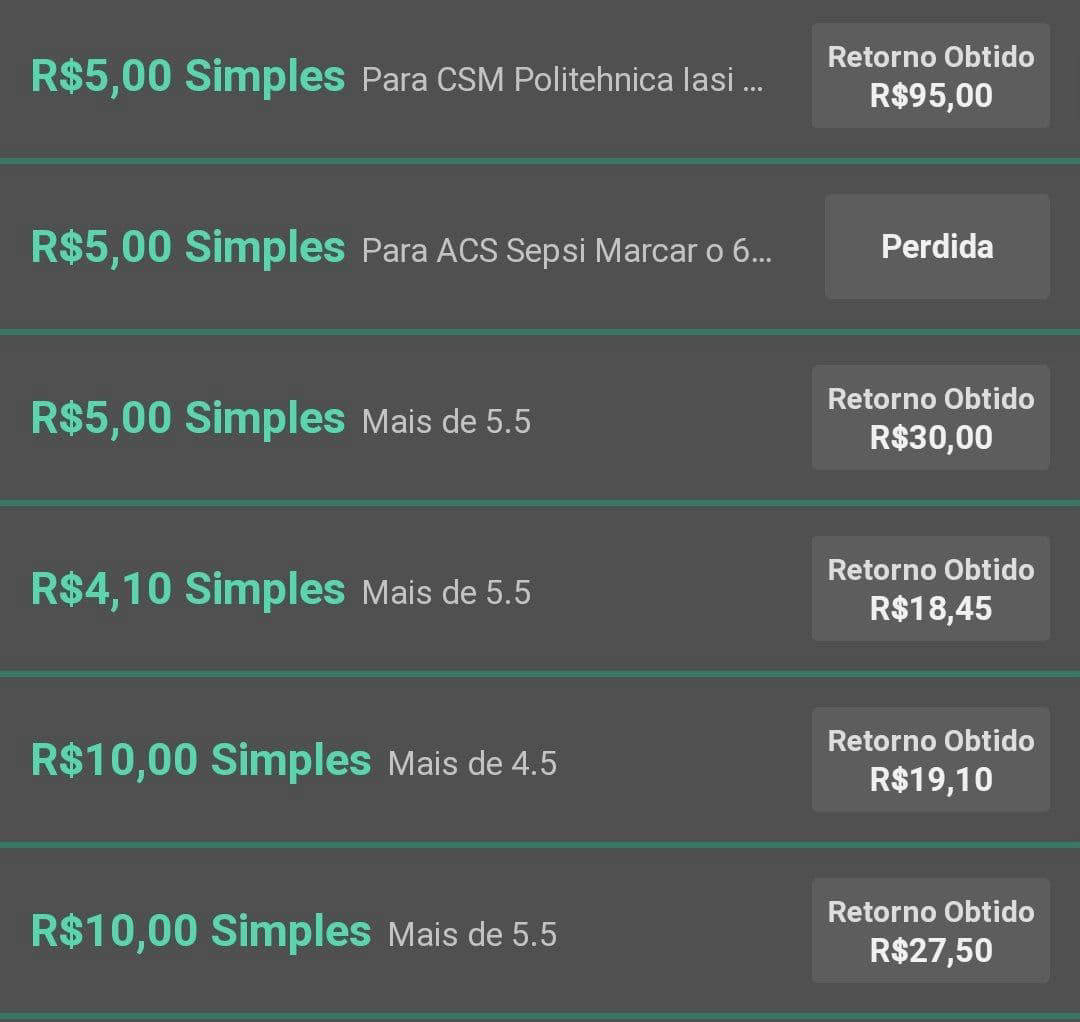 R$5,00 Simples Para CSM Politehnica Iasi ...
Retorno Obtido
R$95,00
R$5,00 Simples Para ACS Sepsi Marcar o 6...
Perdida
R$5,00 Simples Mais de 5.5
Retorno Obtido
R$30,00
R$4,10 Simples Mais de 5.5
Retorno Obtido
R$18,45
R$10,00 Simples Mais de 4.5
Retorno Obtido
R$19,10
R$10,00 Simples Mais de 5.5
Retorno Obtido
R$27,50